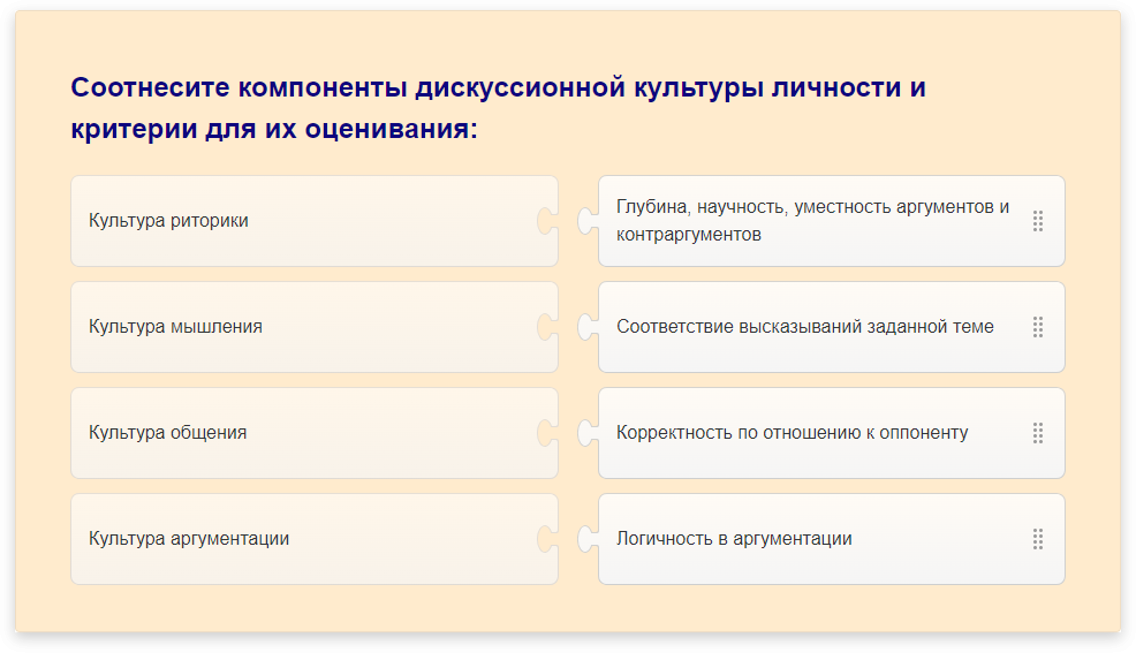 Соотнесите компоненты дискуссионной культуры личности и
критерии для их оценивания:
Культура риторики
Глубина, научность, уместность аргументов и
контраргументов
Культура мышления
Соответствие высказываний заданной теме
Культура общения
Корректность по отношению к оппоненту
Культура аргументации
Логичность в аргументации